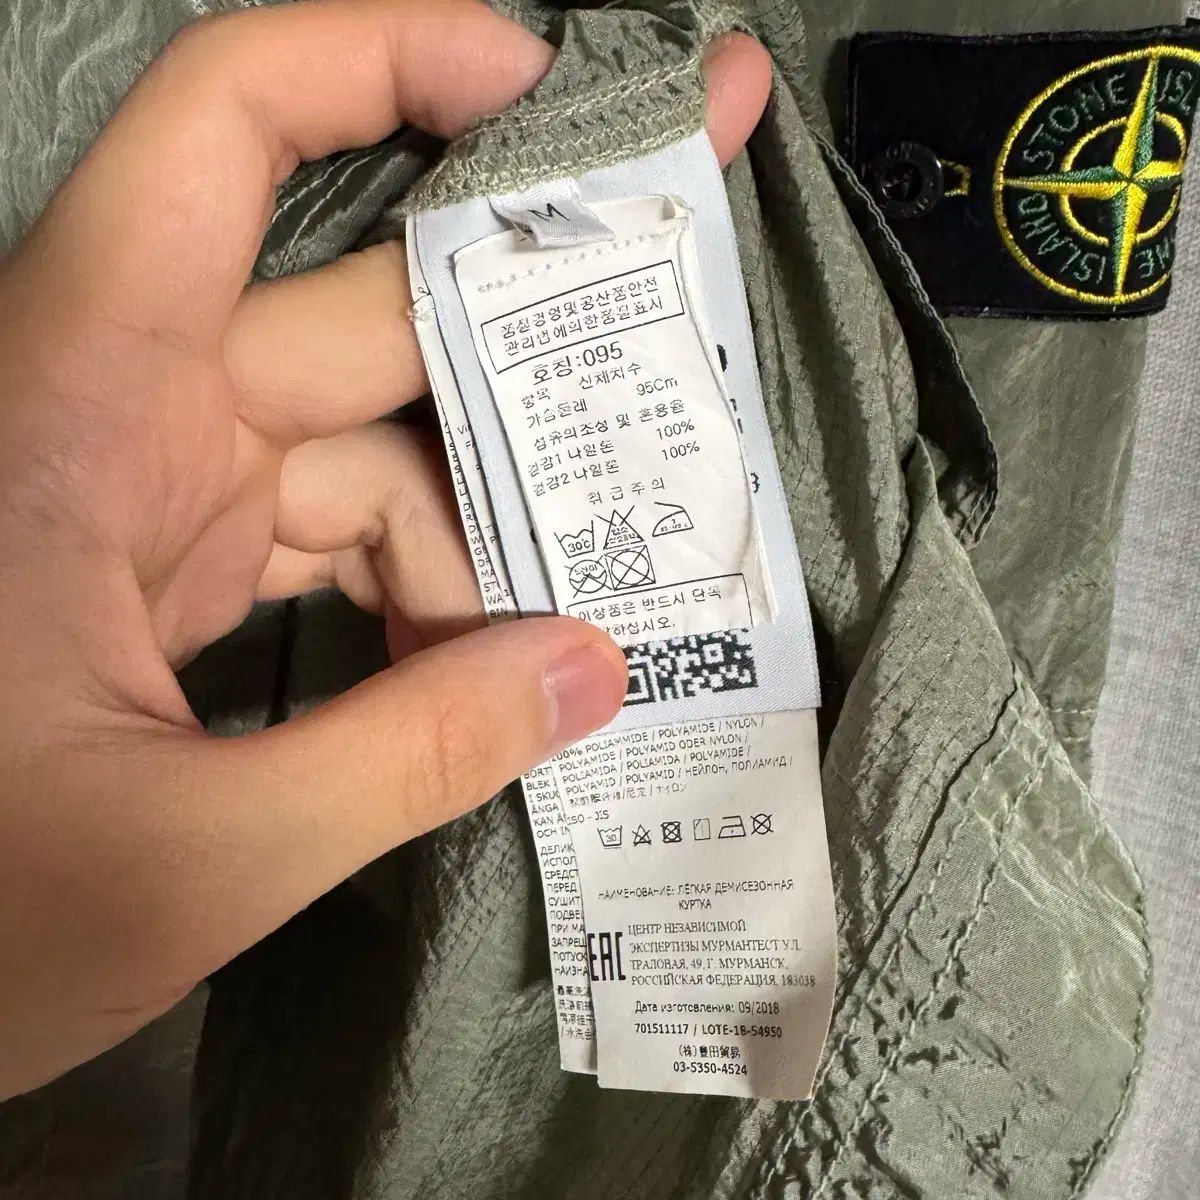 STONE ISLAND
M
품질경영및공산품안전
관리법에의한품질표시
호칭:095
항목 신체치수
가슴둘레 95Cm
섬유의조성 및 혼용율
겉감1 나일론 100%
겉감2 나일론 100%
취급주의
30℃
이상품은 반드시 단독
하십시오.
100% POLIAMMIDE / POLYAMIDE / NYLON /
POLYAMIDE / POLYAMID ODER NYLON /
POLIAMIDA / POLIAMIDA / POLYAMIDE /
POLYAMID / POLYAMID / НЕЙЛОН, ПОЛИАМИД /
ISO - JIS
30
НАИМЕНОВАНИЕ: ЛЁГКАЯ ДЕМИСЕЗОННАЯ
КУРТКА
EAC
ЦЕНТР НЕЗАВИСИМОЙ
ЭКСПЕРТИЗЫ МУРМАНТЕСТ УЛ.
ТРАЛОВАЯ, 49, Г. МУРМАНСК,
РОССИЙСКАЯ ФЕДЕРАЦИЯ, 183038
Дата изготовления: 09/2018
701511117 / LOTE-1B-54950
(株)豊田貿易
03-5350-4524